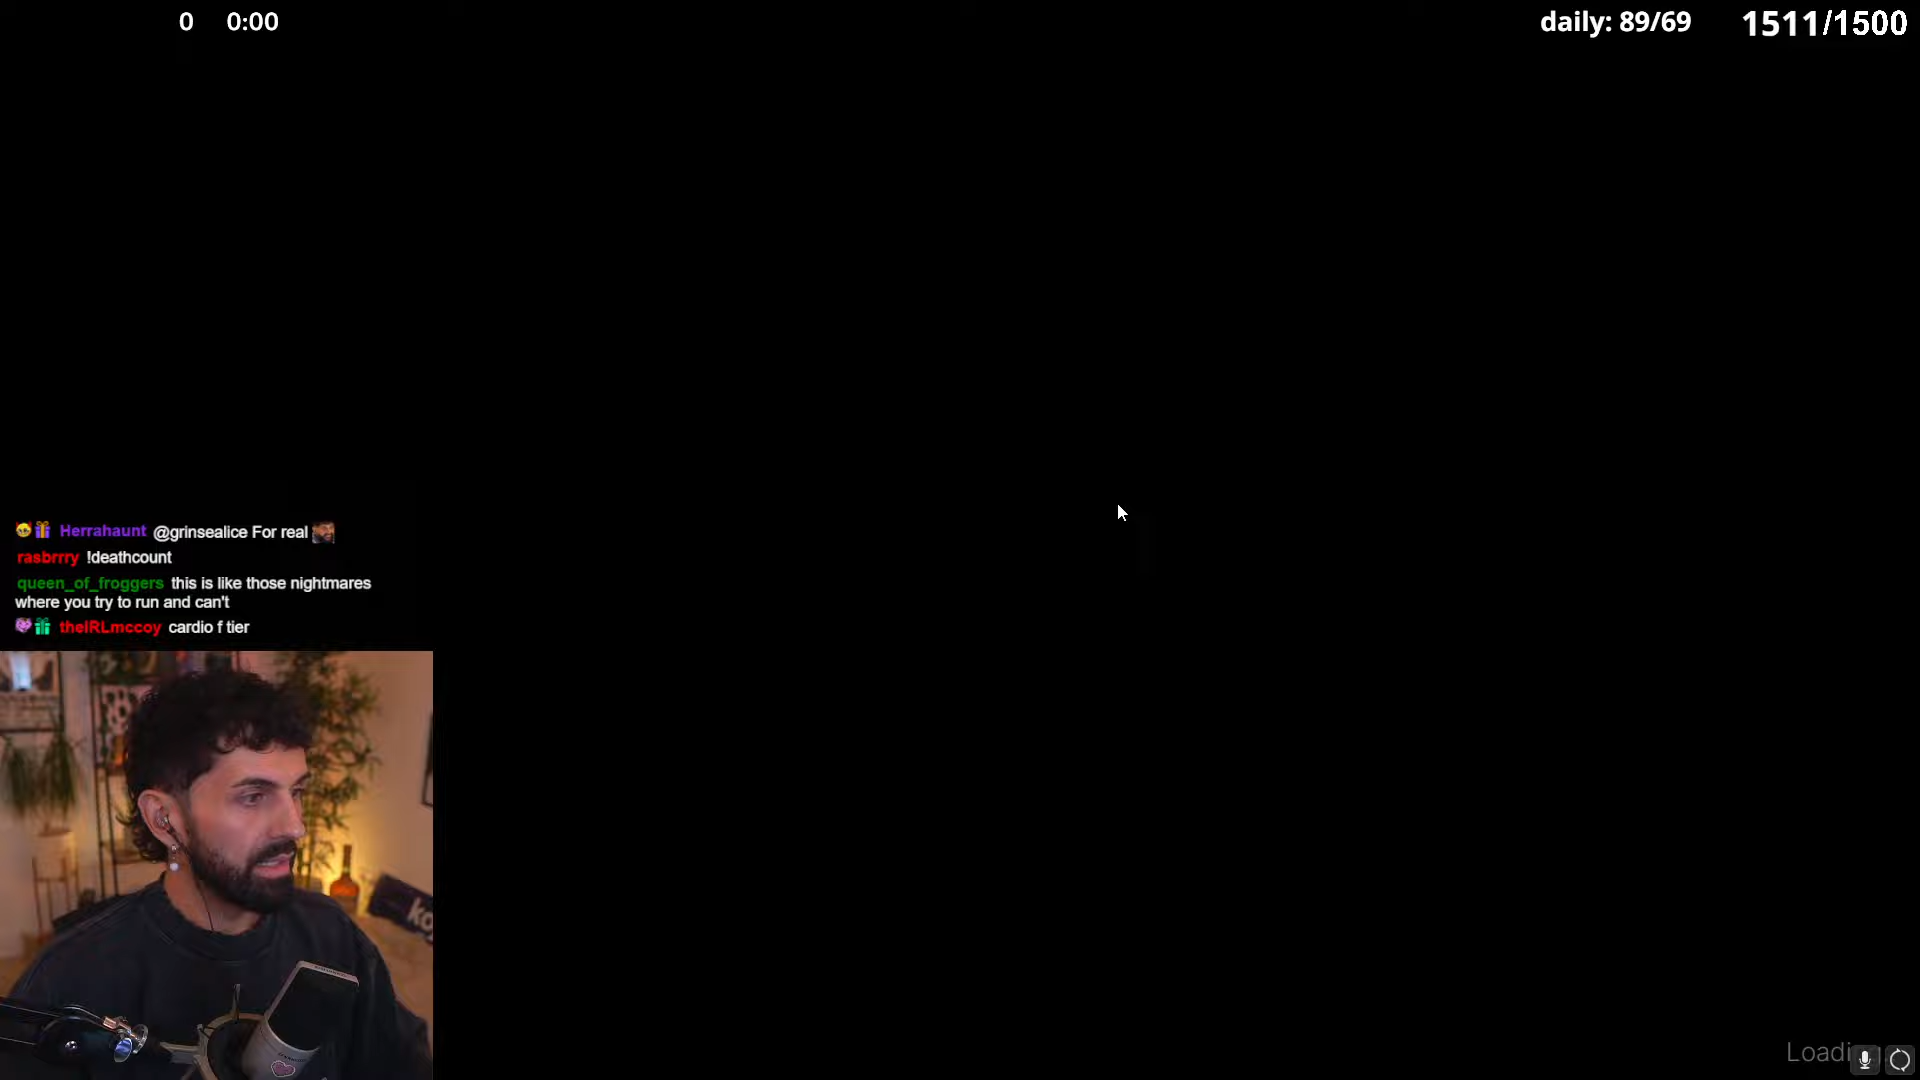 0 0:00 daily: 89/69 1511/1500
Herrahaunt @grinsealice For real
rasbrrry !deathcount
queen_of_froggers this is like those nightmares
where you try to run and can't
theIRLmccoy cardio f tier
Loadi